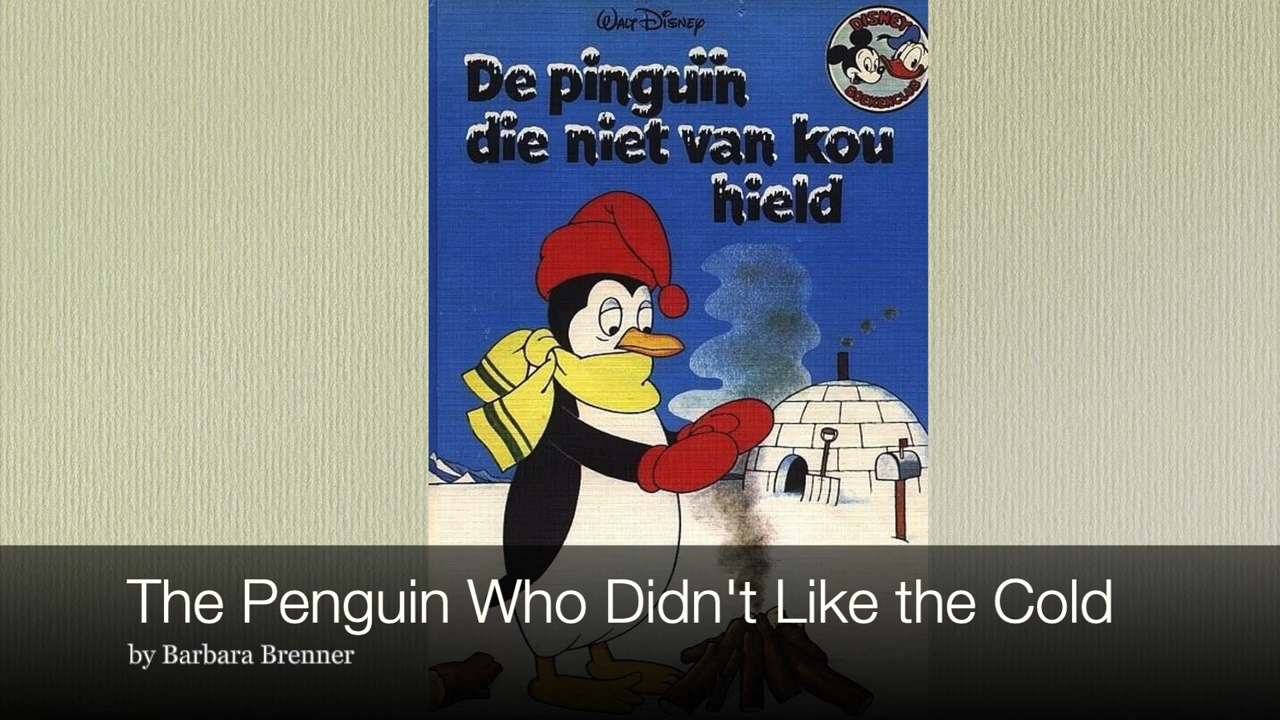 Walt Disney
DISNEY
BOEKENCLUB
De pinguïn
die niet van kou
hield
The Penguin Who Didn't Like the Cold
by Barbara Brenner